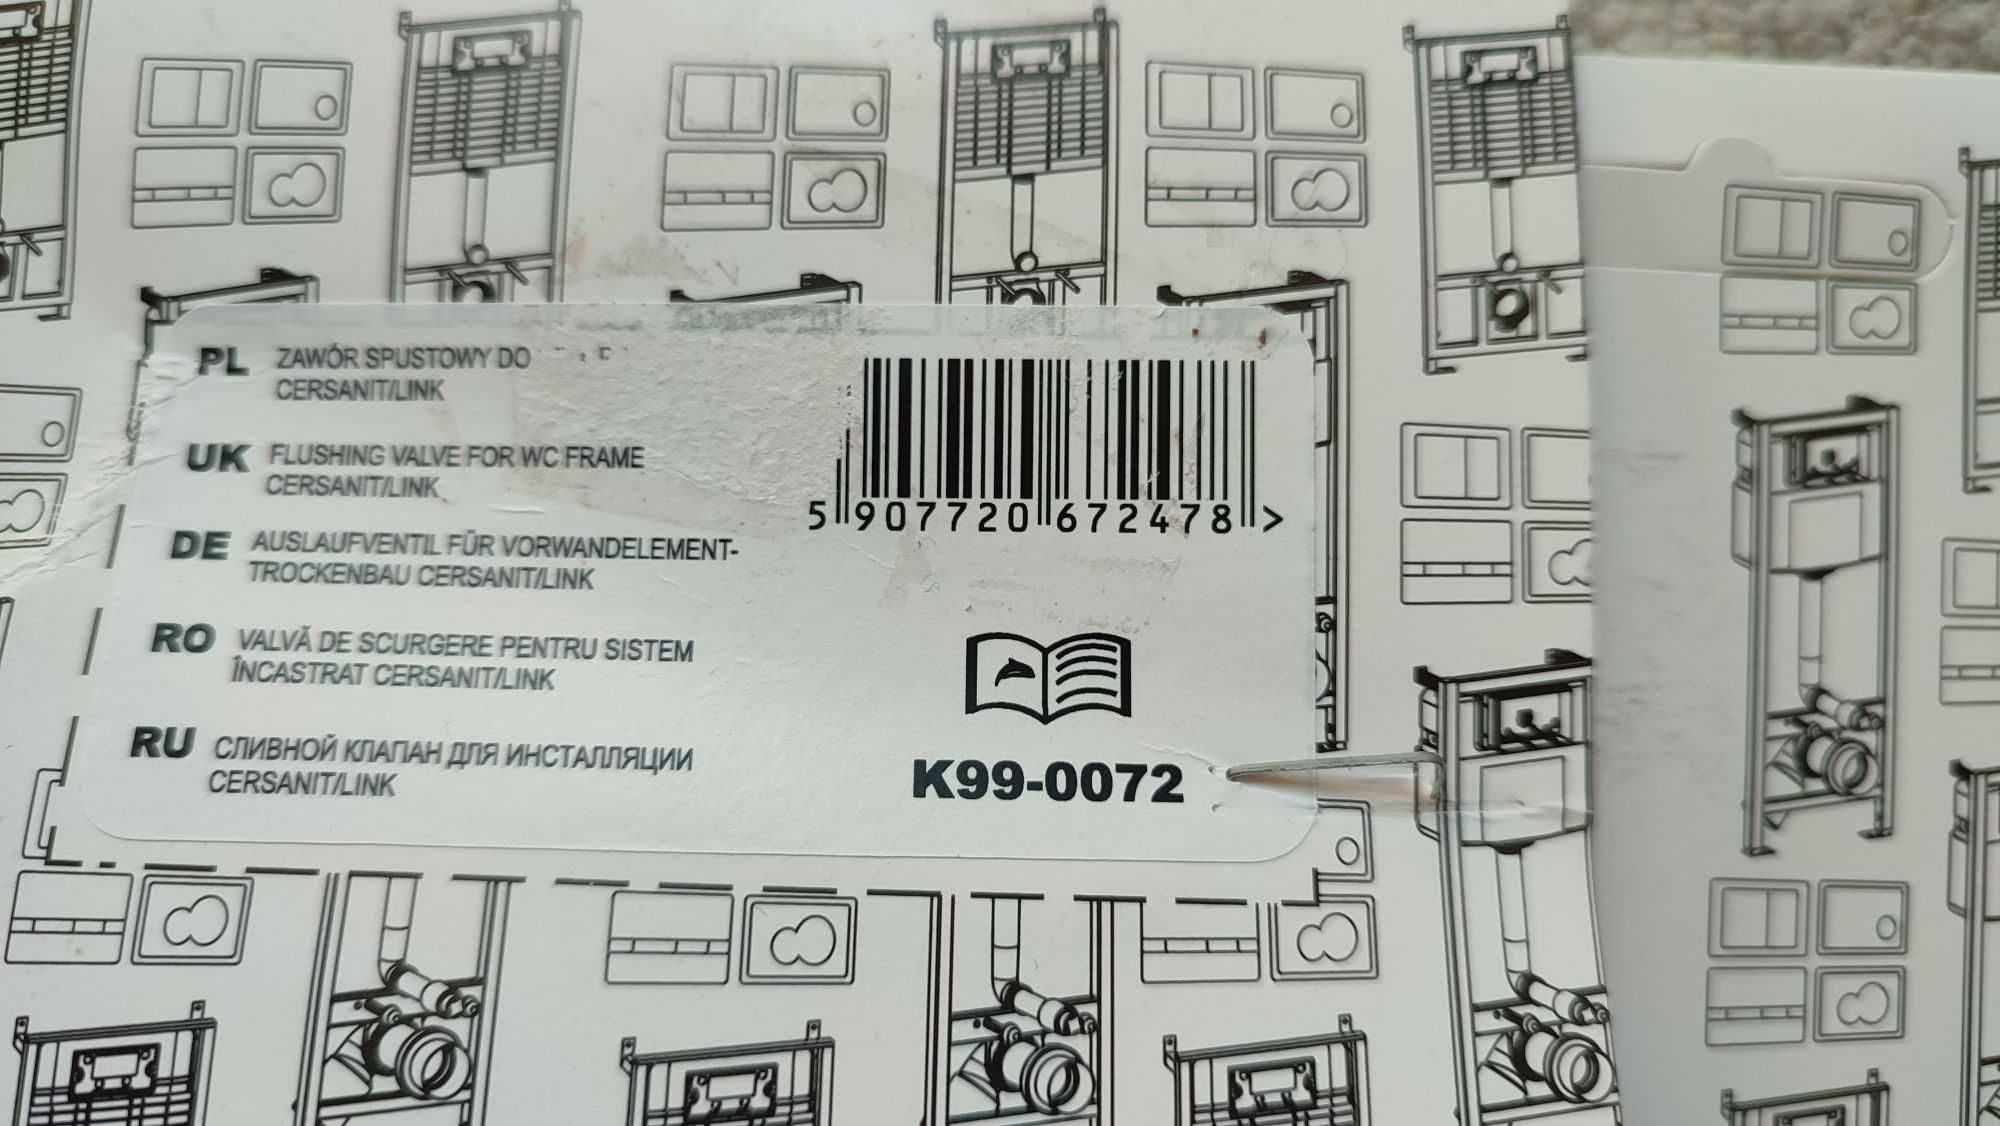 PL ZAWÓR SPUSTOWY DO
CERSANIT/LINK
UK FLUSHING VALVE FOR WC FRAME
CERSANIT/LINK
DE AUSLAUFVENTIL FÜR VORWANDELEMENT-
TROCKENBAU CERSANIT/LINK
RO VALVĂ DE SCURGERE PENTRU SISTEM
ÎNCASTRAT CERSANIT/LINK
RU СЛИВНОЙ КЛАПАН ДЛЯ ИНСТАЛЛЯЦИИ
CERSANIT/LINK
5 907720 672478 >
K99-0072